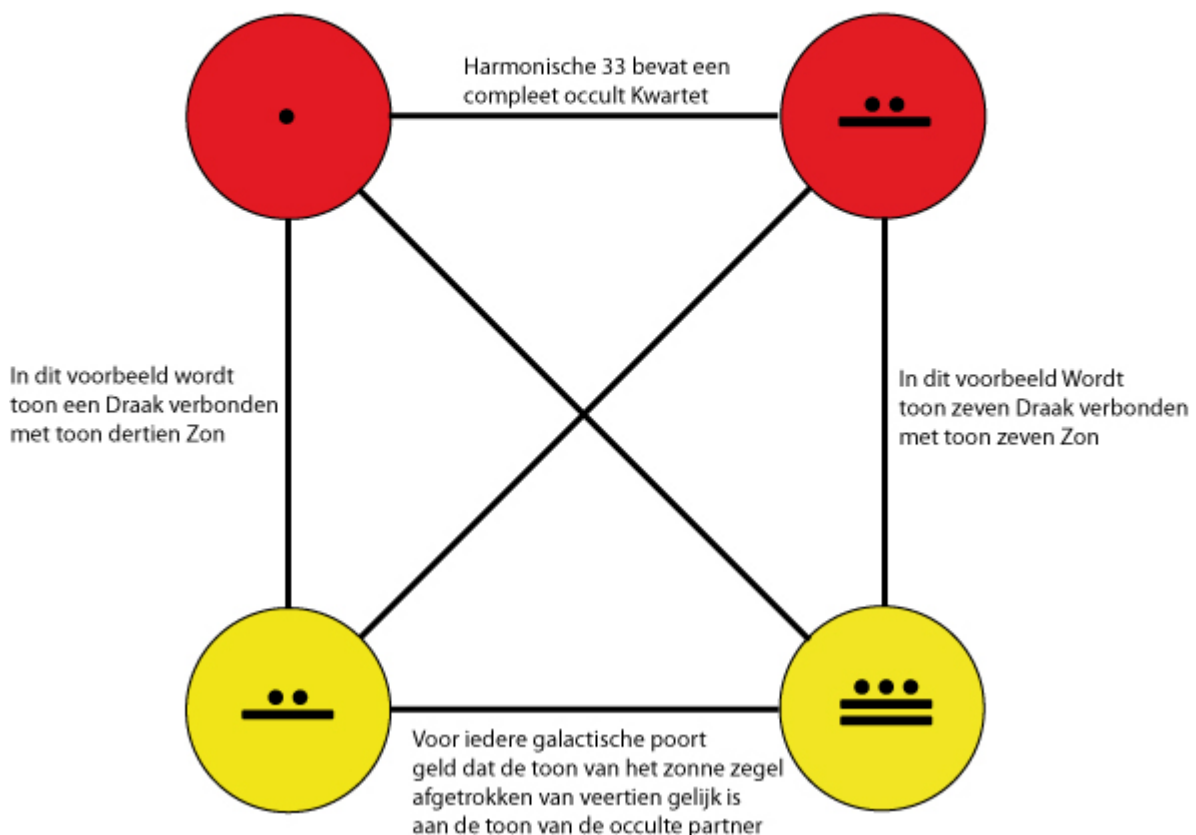 Harmonische 33 bevat een
compleet occult Kwartet
In dit voorbeeld wordt
toon een Draak verbonden
met toon dertien Zon
In dit voorbeeld Wordt
toon zeven Draak verbonden
met toon zeven Zon
Voor iedere galactische poort
geld dat de toon van het zonne zegel
afgetrokken van veertien gelijk is
aan de toon van de occulte partner